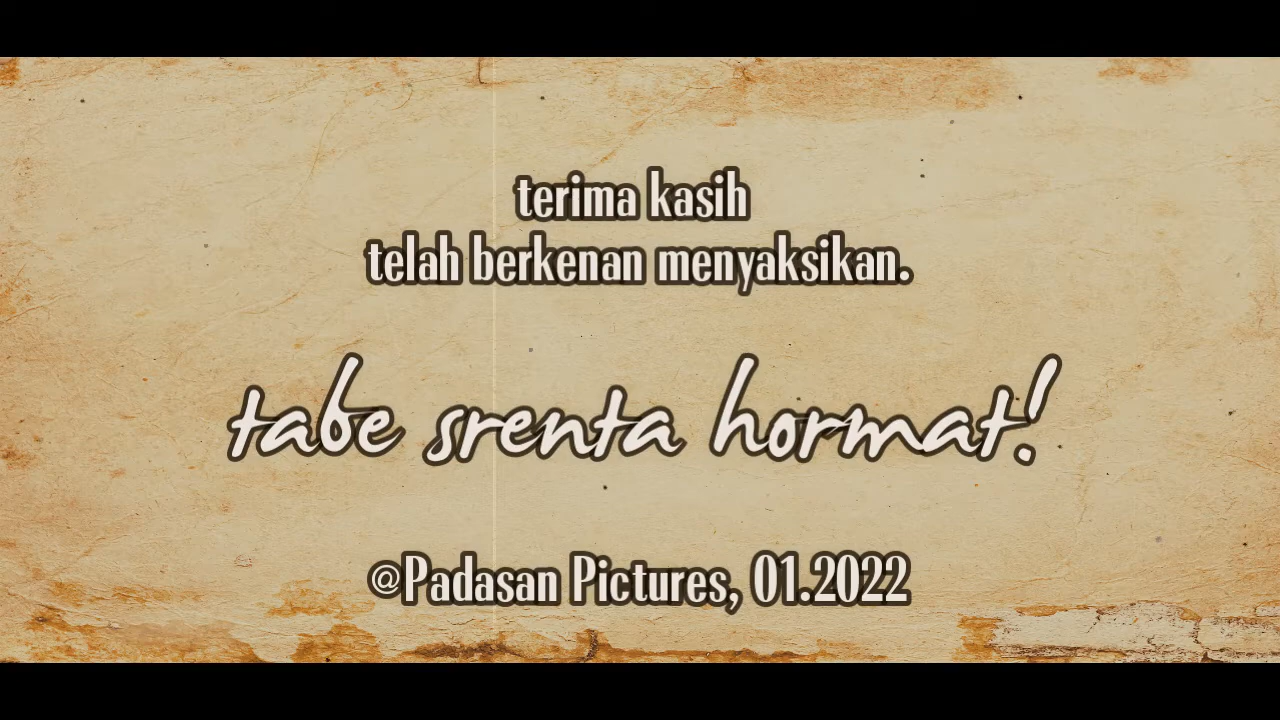 terima kasih
telah berkenan menyaksikan.
tabe srenta hormat!
@Padasan Pictures, 01.2022